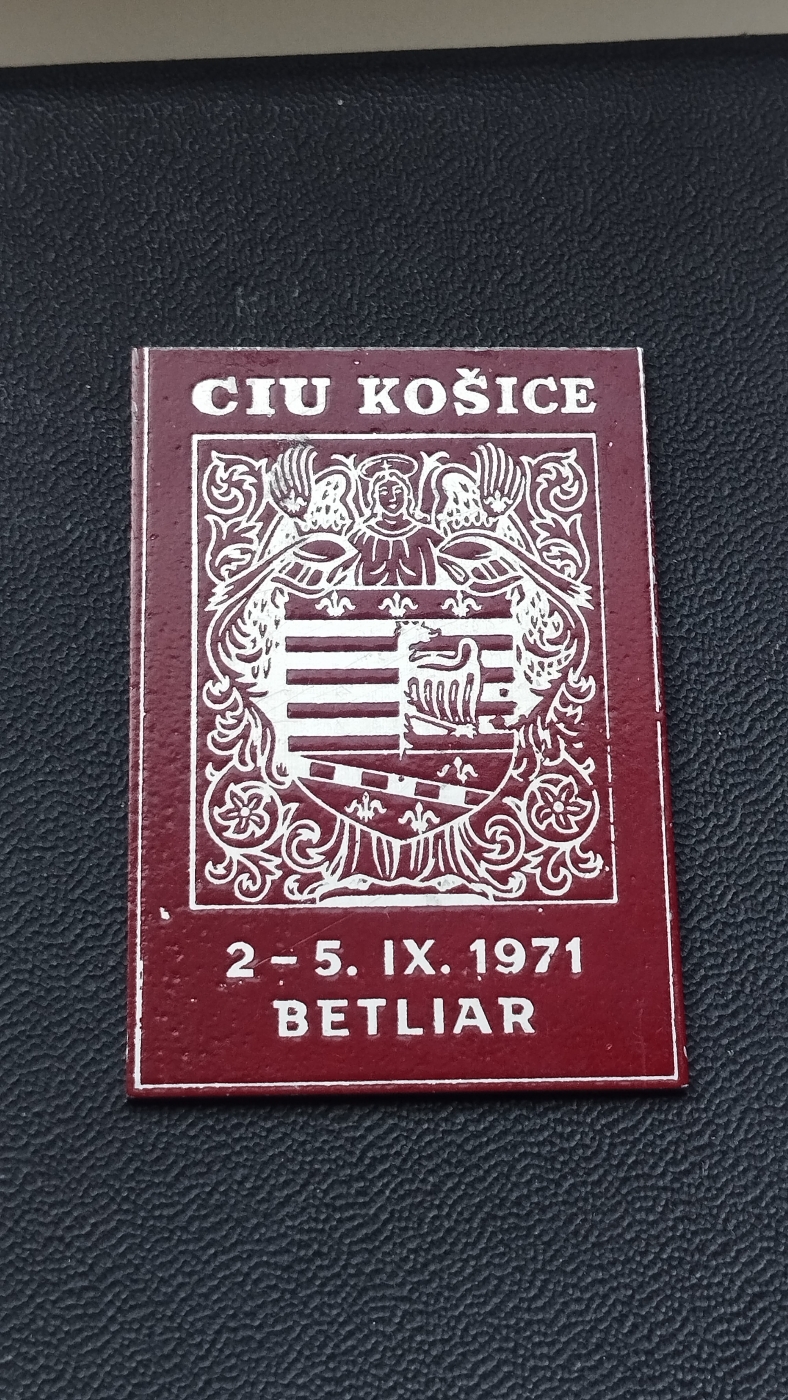 CIU KOŠICE
2-5. IX. 1971
BETLIAR